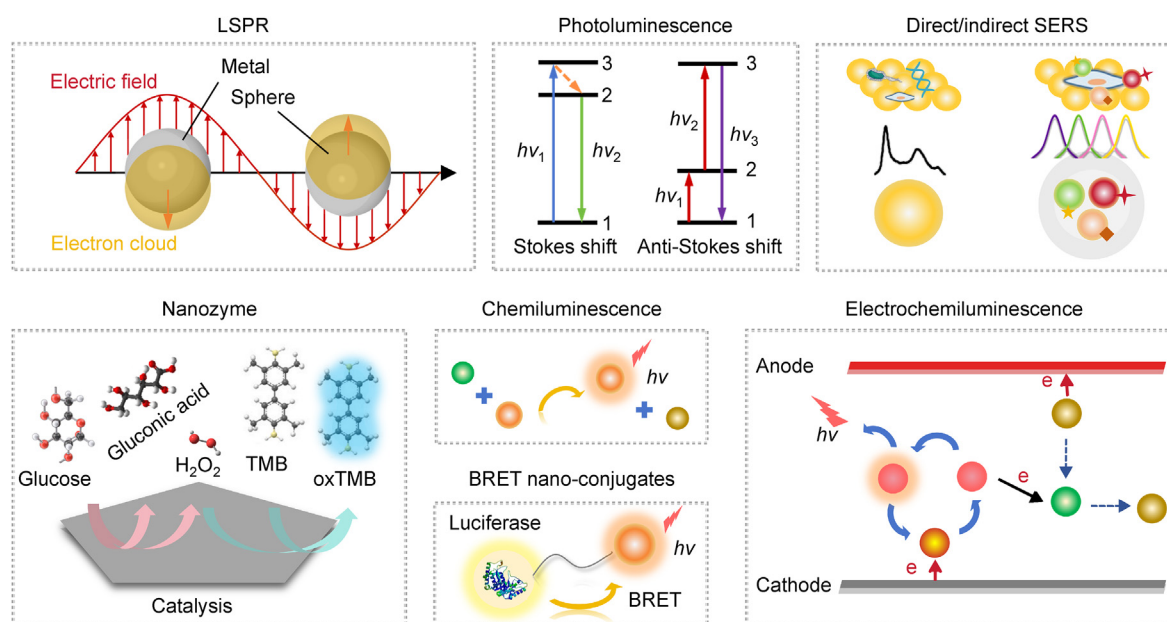 LSPR
Electric field
Metal
Sphere
Electron cloud
Photoluminescence
3
2
hv1
hv2
1
Stokes shift
3
hv2
hv3
2
hv1
1
Anti-Stokes shift
Direct/indirect SERS
Nanozyme
Glucose
Gluconic acid
H2O2
TMB
oxTMB
Catalysis
Chemiluminescence
hv
BRET nano-conjugates
Luciferase
hv
BRET
Electrochemiluminescence
Anode
e
hv
e
e
Cathode